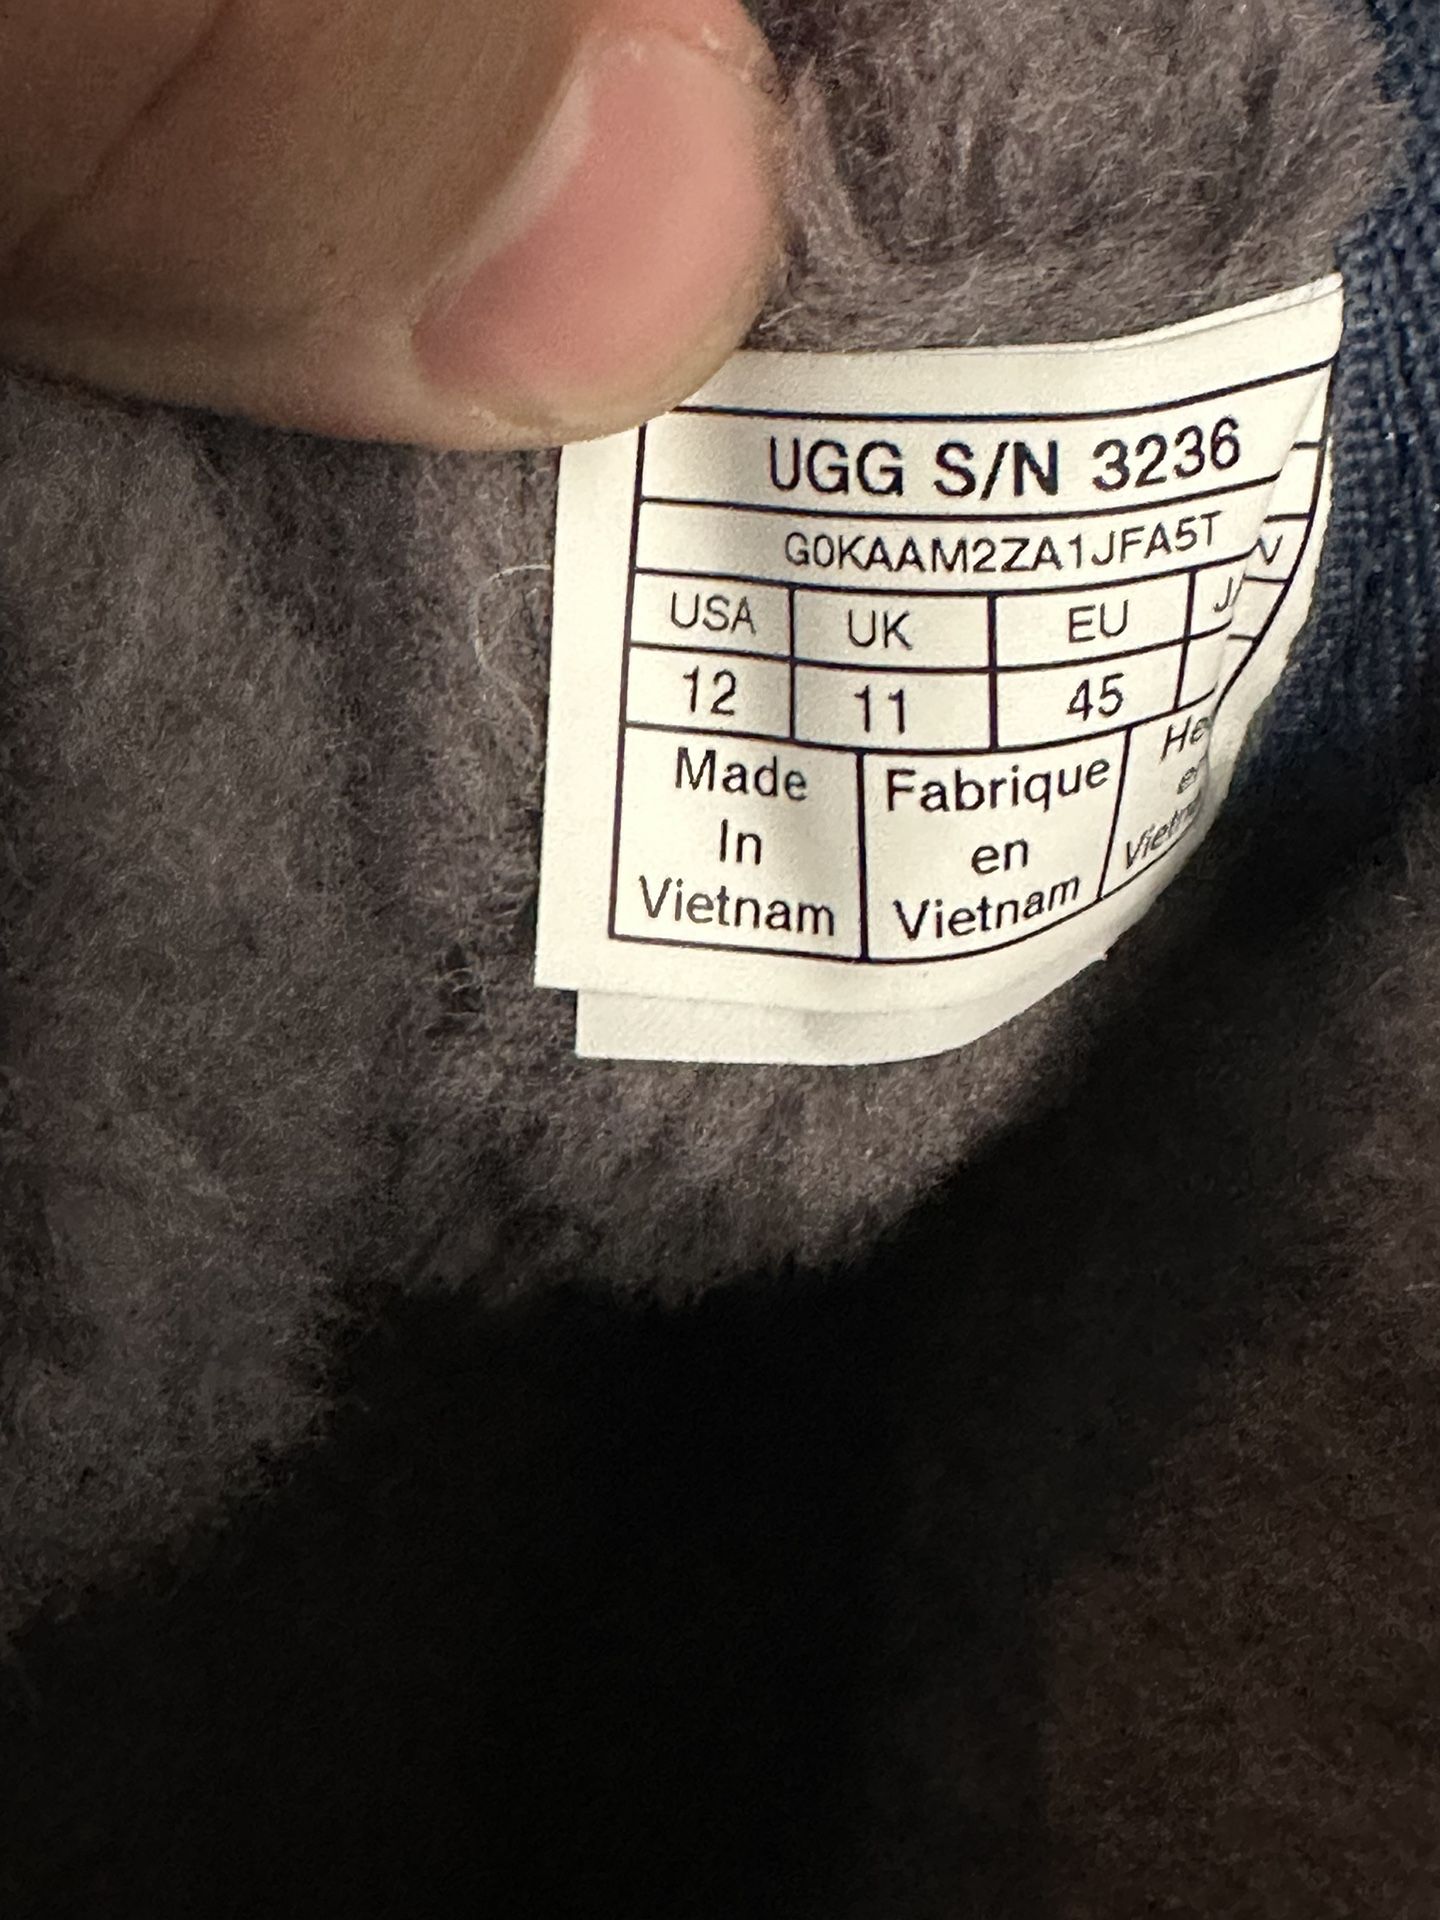 UGG S/N 3236
G0KAAM2ZA1JFA5T
USA UK EU
12 11 45
Made Fabrique
In en
Vietnam Vietnam